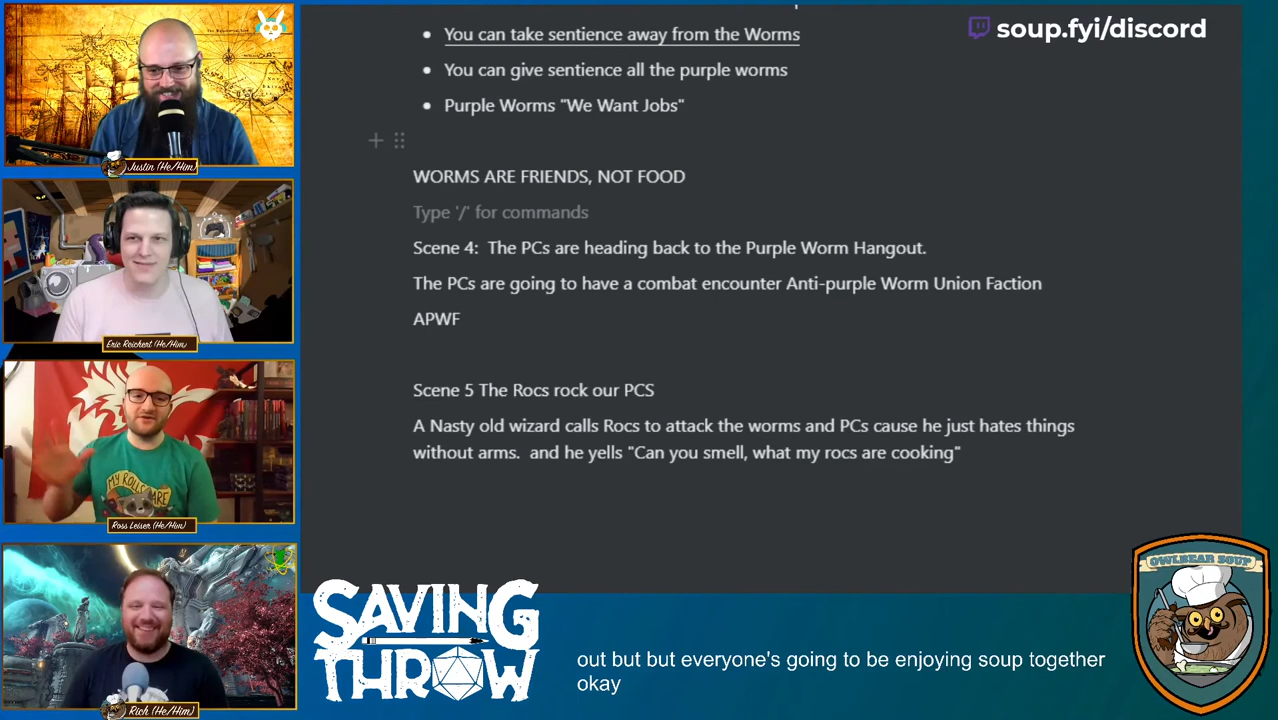 soup.fyi/discord
You can take sentience away from the Worms
You can give sentience all the purple worms
Purple Worms "We Want Jobs"
WORMS ARE FRIENDS, NOT FOOD
Type '/' for commands
Scene 4:  The PCs are heading back to the Purple Worm Hangout.
The PCs are going to have a combat encounter Anti-purple Worm Union Faction
APWF
Scene 5 The Rocs rock our PCS
A Nasty old wizard calls Rocs to attack the worms and PCs cause he just hates things
without arms.  and he yells "Can you smell, what my rocs are cooking"
Justin (He/Him)
Eric Reichert (He/Him)
MY ROLLS ARE
Ross Leiser (He/Him)
Rich (He/Him)
SAVING
THROW
out but but everyone's going to be enjoying soup together
okay
OWLBEAR SOUP